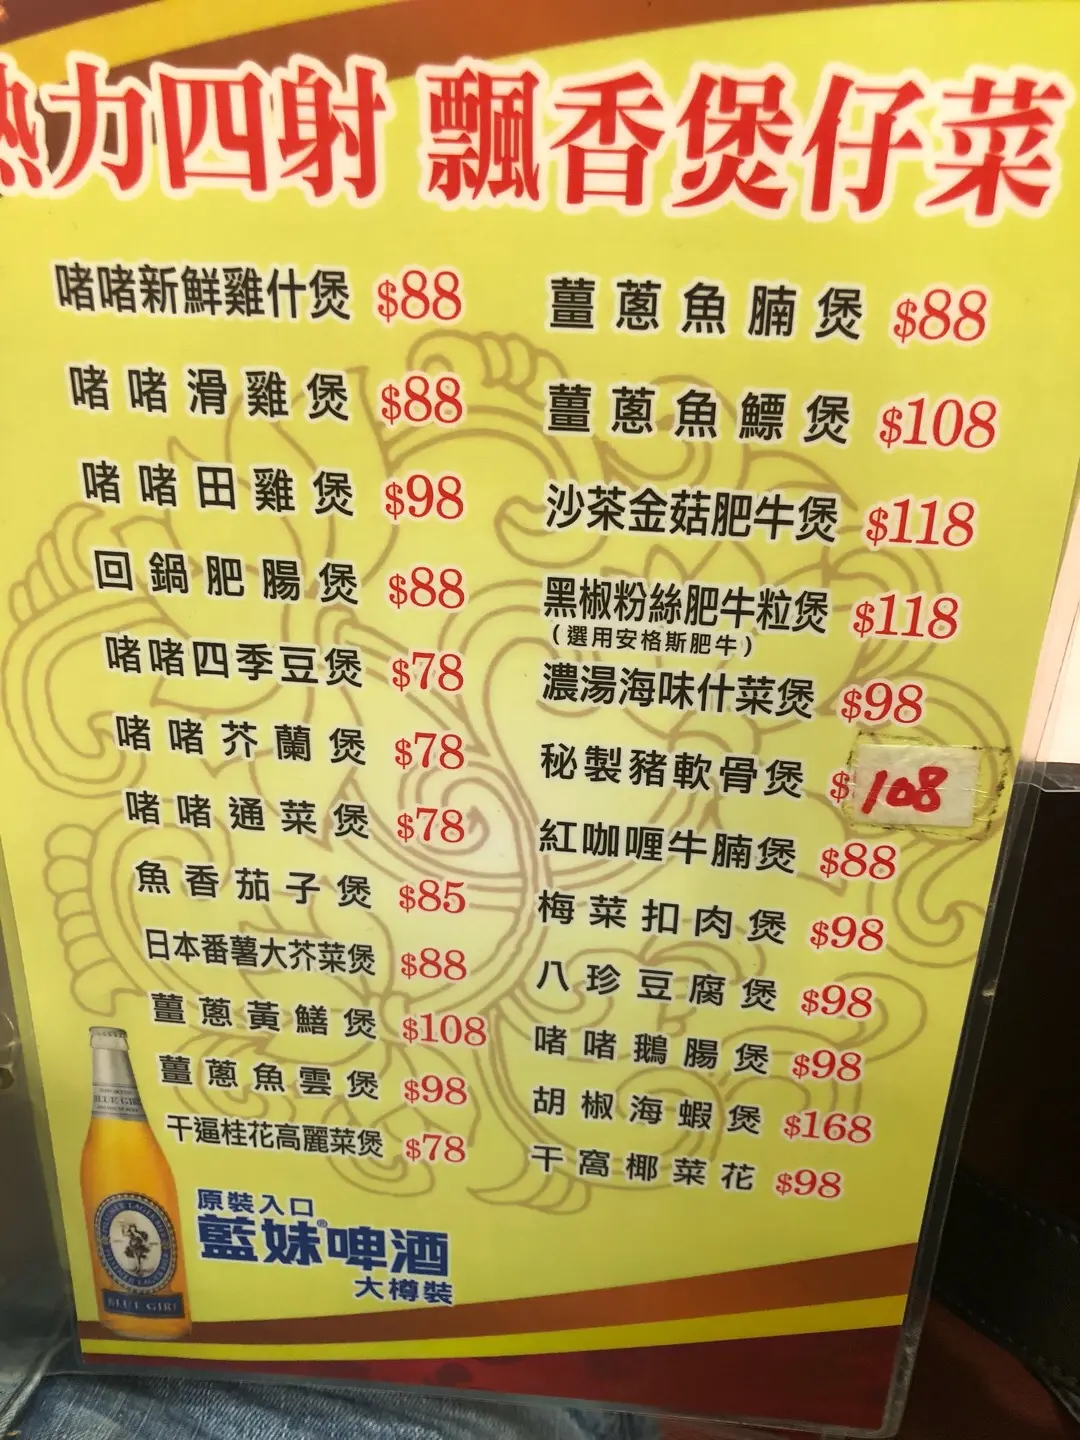 熱力四射 飄香煲仔菜
啫啫新鮮雞什煲 $88
啫啫滑雞煲 $88
啫啫田雞煲 $98
回鍋肥腸煲 $88
啫啫四季豆煲 $78
啫啫芥蘭煲 $78
啫啫通菜煲 $78
魚香茄子煲 $85
日本番薯大芥菜煲 $88
薑蔥黃鱔煲 $108
薑蔥魚雲煲 $98
干逼桂花高麗菜煲 $78
薑蔥魚腩煲 $88
薑蔥魚鰾煲 $108
沙茶金菇肥牛煲 $118
黑椒粉絲肥牛粒煲 $118
(選用安格斯肥牛)
濃湯海味什菜煲 $98
秘製豬軟骨煲 $108
紅咖喱牛腩煲 $88
梅菜扣肉煲 $98
八珍豆腐煲 $98
啫啫鵝腸煲 $98
胡椒海蝦煲 $168
干窩椰菜花 $98
原裝入口
藍妹®啤酒
大樽裝
BLUE GIRL
BLUE GIRL